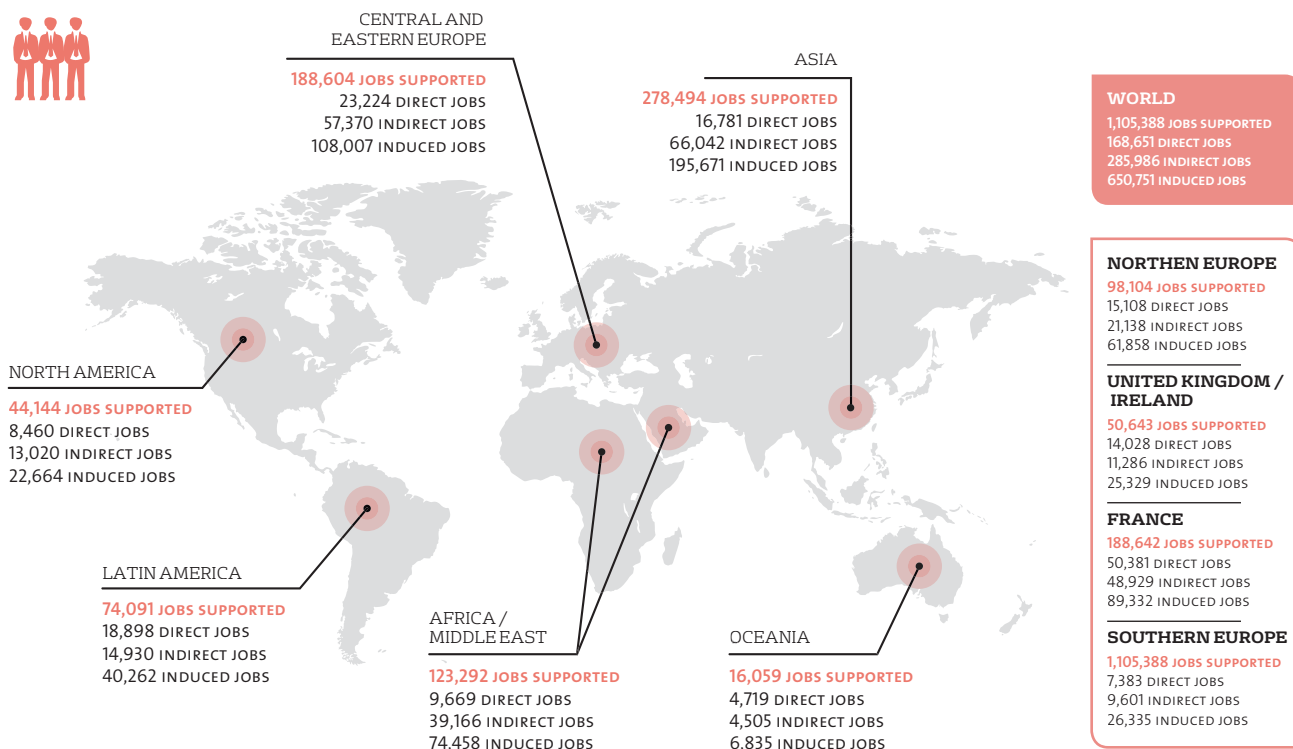 CENTRAL AND
EASTERN EUROPE
188,604 JOBS SUPPORTED
23,224 DIRECT JOBS
57,370 INDIRECT JOBS
108,007 INDUCED JOBS
ASIA
278,494 JOBS SUPPORTED
16,781 DIRECT JOBS
66,042 INDIRECT JOBS
195,671 INDUCED JOBS
WORLD
1,105,388 JOBS SUPPORTED
168,651 DIRECT JOBS
285,986 INDIRECT JOBS
650,751 INDUCED JOBS
NORTH AMERICA
44,144 JOBS SUPPORTED
8,460 DIRECT JOBS
13,020 INDIRECT JOBS
22,664 INDUCED JOBS
LATIN AMERICA
74,091 JOBS SUPPORTED
18,898 DIRECT JOBS
14,930 INDIRECT JOBS
40,262 INDUCED JOBS
AFRICA /
MIDDLE EAST
123,292 JOBS SUPPORTED
9,669 DIRECT JOBS
39,166 INDIRECT JOBS
74,458 INDUCED JOBS
OCEANIA
16,059 JOBS SUPPORTED
4,719 DIRECT JOBS
4,505 INDIRECT JOBS
6,835 INDUCED JOBS
NORTHEN EUROPE
98,104 JOBS SUPPORTED
15,108 DIRECT JOBS
21,138 INDIRECT JOBS
61,858 INDUCED JOBS
UNITED KINGDOM /
IRELAND
50,643 JOBS SUPPORTED
14,028 DIRECT JOBS
11,286 INDIRECT JOBS
25,329 INDUCED JOBS
FRANCE
188,642 JOBS SUPPORTED
50,381 DIRECT JOBS
48,929 INDIRECT JOBS
89,332 INDUCED JOBS
SOUTHERN EUROPE
1,105,388 JOBS SUPPORTED
7,383 DIRECT JOBS
9,601 INDIRECT JOBS
26,335 INDUCED JOBS